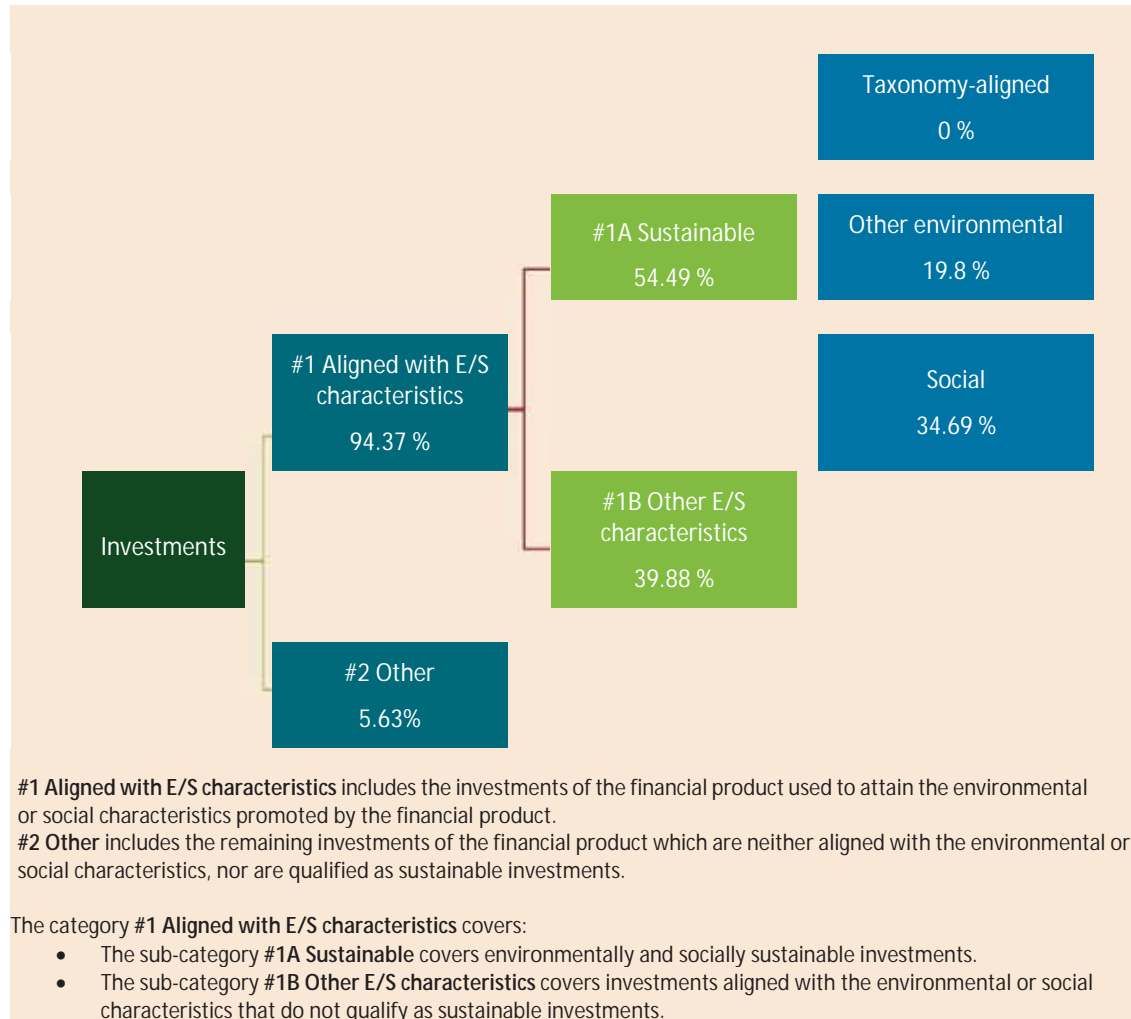 Taxonomy-aligned
0 %
#1A Sustainable
54.49 %
Other environmental
19.8 %
#1 Aligned with E/S
characteristics
94.37 %
Social
34.69 %
Investments
#1B Other E/S
characteristics
39.88 %
#2 Other
5.63%
#1 Aligned with E/S characteristics includes the investments of the financial product used to attain the environmental
or social characteristics promoted by the financial product.
#2 Other includes the remaining investments of the financial product which are neither aligned with the environmental or
social characteristics, nor are qualified as sustainable investments.
The category #1 Aligned with E/S characteristics covers:
• The sub-category #1A Sustainable covers environmentally and socially sustainable investments.
• The sub-category #1B Other E/S characteristics covers investments aligned with the environmental or social
characteristics that do not qualify as sustainable investments.